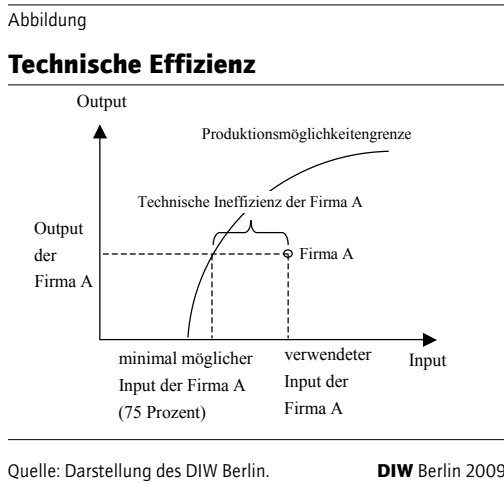 Abbildung
Technische Effizienz
Output
Produktionsmöglichkeitengrenze
Technische Ineffizienz der Firma A
Output
der
Firma A
Firma A
minimal möglicher
Input der Firma A
(75 Prozent)
verwendeter
Input der
Firma A
Input
Quelle: Darstellung des DIW Berlin.
DIW Berlin 2009